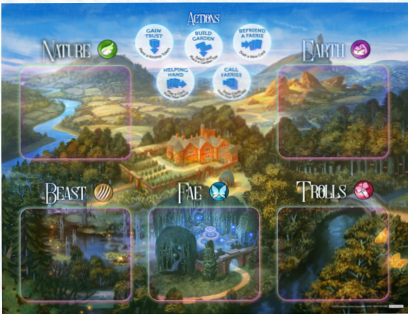 ACTIONS
GAIN
TRUST
BUILD
GARDEN
BEFRIEND
A FAERIE
NATURE
EARTH
HELPING
HAND
CALL
FAERIES
BEAST
FAE
TROLLS